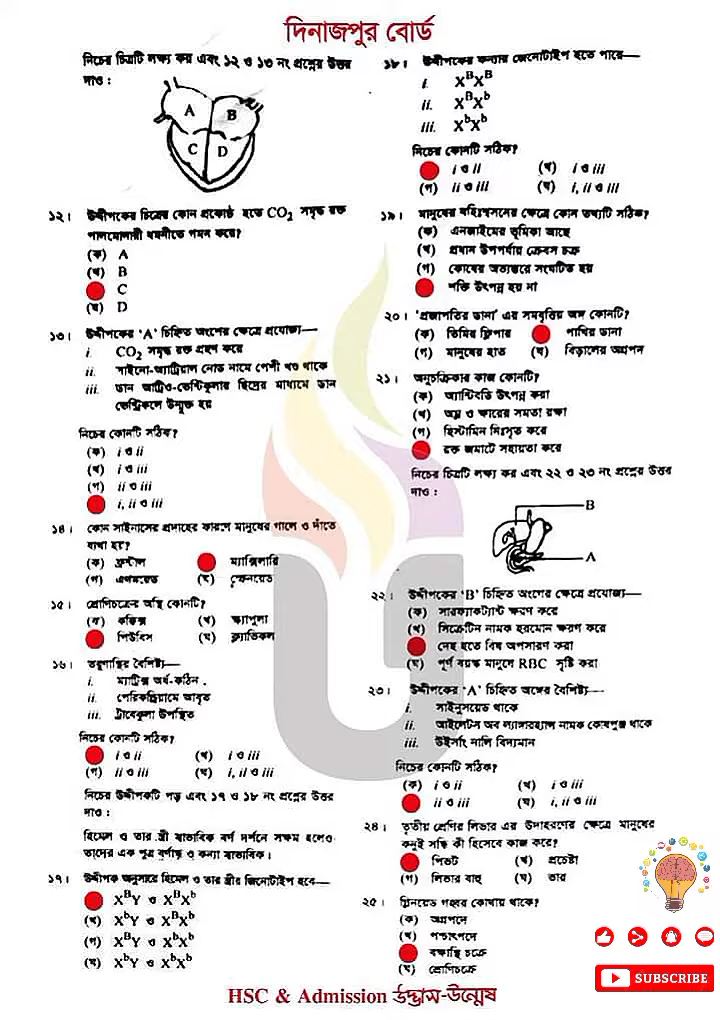 দিনাজপুর বোর্ড
নিচের চিত্রটি লক্ষ্য কর এবং ১২ ও ১৩ নং প্রশ্নের উত্তর
দাও :
A
B
C
D
১২। উদ্দীপকের চিত্রের কোন প্রকোষ্ঠ হতে CO₂ সমৃদ্ধ রক্ত
পালমোনারী ধমনীতে গমন করে?
(ক) A
(খ) B
C
(ঘ) D
১৩। উদ্দীপকের ‘A’ চিহ্নিত অংশের ক্ষেত্রে প্রযোজ্য—
i. CO₂ সমৃদ্ধ রক্ত গ্রহণ করে
ii. সাইনো-অ্যাট্রিয়াল নোড নামে পেশী খণ্ড থাকে
iii. ডান আট্রিও-ভেন্ট্রিকুলার ছিদ্রের মাধ্যমে ডান
ভেন্ট্রিকলে উন্মুক্ত হয়
নিচের কোনটি সঠিক?
(ক) i ও ii
(খ) i ও iii
(গ) ii ও iii
i, ii ও iii
১৪। কোন সাইনাসের প্রদাহের ফারণে মানুষের গালে ও দাঁতে
ব্যথা হয়?
(ক) ফ্রন্টাল ম্যাক্সিলারি
(গ) এথময়েড (ঘ) স্ফেনয়েড
১৫। শ্রোণিচক্রের অস্থি কোনটি?
(ক) কক্সিক্স (খ) স্ক্যাপুলা
পিউবিস (ঘ) ক্ল্যাভিকল
১৬। তরুণাস্থির বৈশিষ্ট্য—
i. ম্যাট্রিক্স অর্ধ-কঠিন .
ii. পেরিকন্ড্রিয়ামে আবৃত
iii. ট্রাবেকুলা উপস্থিত
নিচের কোনটি সঠিক?
i ও ii (খ) i ও iii
(গ) ii ও iii (ঘ) i, ii ও iii
নিচের উদ্দীপকটি পড় এবং ১৭ ও ১৮ নং প্রশ্নের উত্তর
দাও :
হিমেল ও তার স্ত্রী স্বাভাবিক বর্ণ দর্শনে সক্ষম হলেও
তাদের এক পুত্র বর্ণান্ধ ও কন্যা স্বাভাবিক।
১৭। উদ্দীপক অনুসারে হিমেল ও তার স্ত্রীর জিনোটাইপ হবে—
XᴮY ও XᴮXᵇ
(খ) XᵇY ও XᴮXᵇ
(গ) XᴮY ও XᵇXᵇ
(ঘ) XᵇY ও XᵇXᵇ
১৮। উদ্দীপকের কন্যার জেনোটাইপ হতে পারে—
i. XᴮXᴮ
ii. XᴮXᵇ
iii. XᵇXᵇ
নিচের কোনটি সঠিক?
i ও ii (খ) i ও iii
(গ) ii ও iii (ঘ) i, ii ও iii
১৯। মানুষের বহিঃশ্বসনের ক্ষেত্রে কোন তথ্যটি সঠিক?
(ক) এনজাইমের ভূমিকা আছে
(খ) প্রধান উপপর্যায় ক্রেবস চক্র
(গ) কোষের অভ্যন্তরে সংঘটিত হয়
শক্তি উৎপন্ন হয় না
২০। ‘প্রজাপতির ডানা’ এর সমবৃত্তিয় অঙ্গ কোনটি?
(ক) তিমির ফ্লিপার পাখির ডানা
(গ) মানুষের হাত (ঘ) বিড়ালের অগ্রপদ
২১। অনুচক্রিকার কাজ কোনটি?
(ক) অ্যান্টিবডি উৎপন্ন করা
(খ) অম্ল ও ক্ষারের সমতা রক্ষা
(গ) হিস্টামিন নিঃসৃত করে
রক্ত জমাটে সহায়তা করে
নিচের চিত্রটি লক্ষ্য কর এবং ২২ ও ২৩ নং প্রশ্নের উত্তর
দাও :
B
A
২২। উদ্দীপকের ‘B’ চিহ্নিত অংশের ক্ষেত্রে প্রযোজ্য—
(ক) সারফ্যাকট্যান্ট ক্ষরণ করে
(খ) সিক্রেটিন নামক হরমোন ক্ষরণ করে
দেহ হতে বিষ অপসারণ করা
(ঘ) পূর্ণ বয়স্ক মানুষে RBC সৃষ্টি করা
২৩। উদ্দীপকের ‘A’ চিহ্নিত অঙ্গের বৈশিষ্ট্য—
i. সাইনুসয়েড থাকে
ii. আইলেটস অব ল্যাঙ্গারহ্যান্স নামক কোষপুঞ্জ থাকে
iii. উইর্সাং নালি বিদ্যমান
নিচের কোনটি সঠিক?
(ক) i ও ii (খ) i ও iii
ii ও iii (ঘ) i, ii ও iii
২৪। তৃতীয় শ্রেণির লিভার এর উদাহরণের ক্ষেত্রে মানুষের
কনুই সন্ধি কী হিসেবে কাজ করে?
পিভট (খ) প্রচেষ্টা
(গ) লিভার বাহু (ঘ) ভার
২৫। গ্লিনয়েড গহ্বর কোথায় থাকে?
(ক) অগ্রপদে
(খ) পশ্চাৎপদে
বক্ষাস্থি চক্রে
(ঘ) শ্রোণিচক্রে
SUBSCRIBE
HSC & Admission উদ্ভাস-উন্মেষ